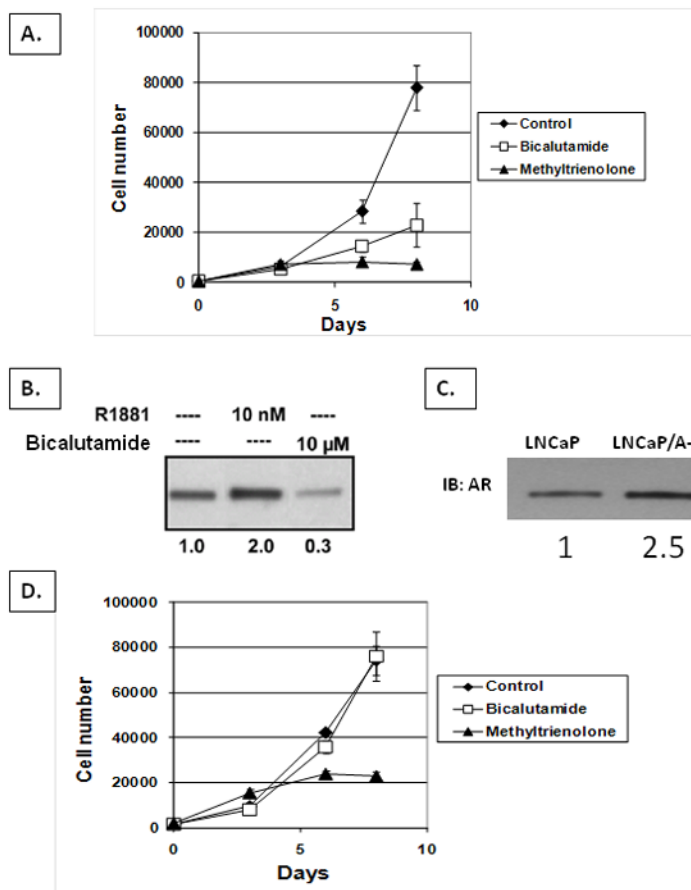 A.
100000
80000
60000
40000
20000
0
Cell number
0 5 10
Days
Control
Bicalutamide
Methyltrienolone
B.
R1881 ---- 10 nM ----
Bicalutamide ---- ---- 10 µM
1.0 2.0 0.3
C.
LNCaP LNCaP/A-
IB: AR
1 2.5
D.
100000
80000
60000
40000
20000
0
Cell number
0 5 10
Days
Control
Bicalutamide
Methyltrienolone